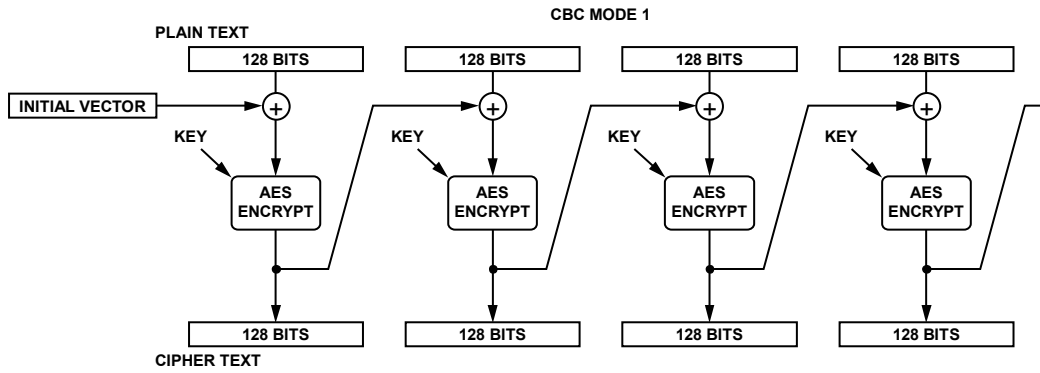 CBC MODE 1
PLAIN TEXT
128 BITS 128 BITS 128 BITS 128 BITS
INITIAL VECTOR + + + +
KEY KEY KEY KEY
AES AES AES AES
ENCRYPT ENCRYPT ENCRYPT ENCRYPT
128 BITS 128 BITS 128 BITS 128 BITS
CIPHER TEXT